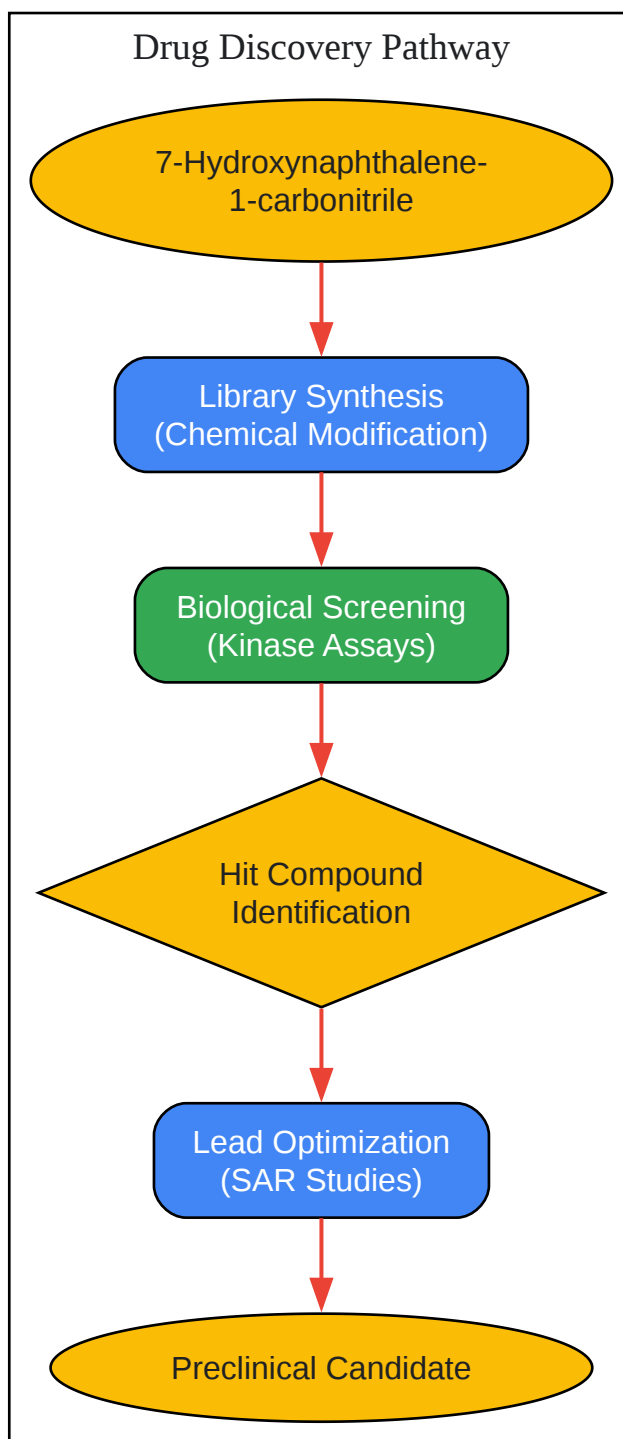 Drug Discovery Pathway
7-Hydroxynaphthalene-
1-carbonitrile
Library Synthesis
(Chemical Modification)
Biological Screening
(Kinase Assays)
Hit Compound
Identification
Lead Optimization
(SAR Studies)
Preclinical Candidate